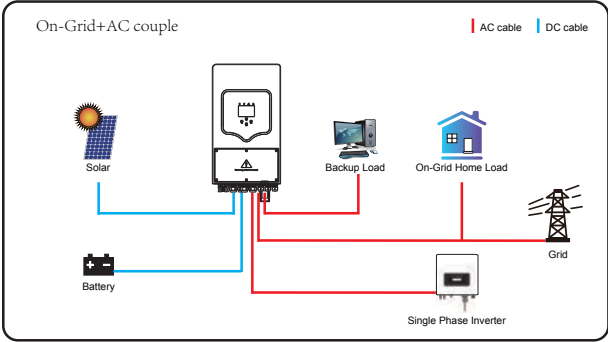 On-Grid+AC couple
AC cable
DC cable
Solar
Backup Load
On-Grid Home Load
Grid
Battery
Single Phase Inverter